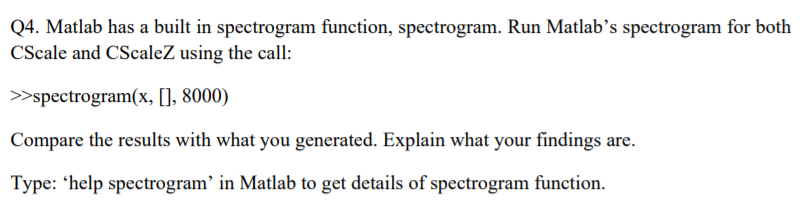 Q4. Matlab has a built in spectrogram function, spectrogram. Run Matlab’s spectrogram for both
CScale and CScaleZ using the call:
>>spectrogram(x, [], 8000)
Compare the results with what you generated. Explain what your findings are.
Type: ‘help spectrogram’ in Matlab to get details of spectrogram function.